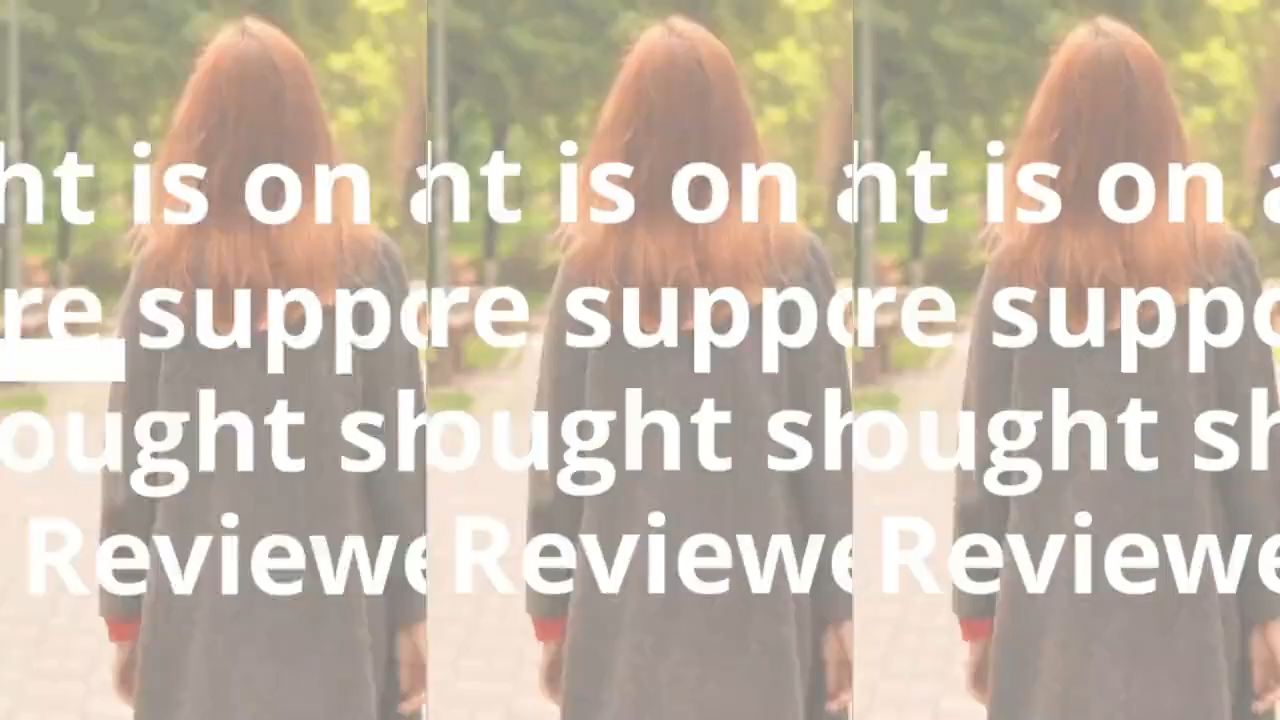 ht is on a nt is on a nt is on a
re suppo re suppo re suppo
ought sh ought sh ought sh
Reviewe Reviewe Reviewe